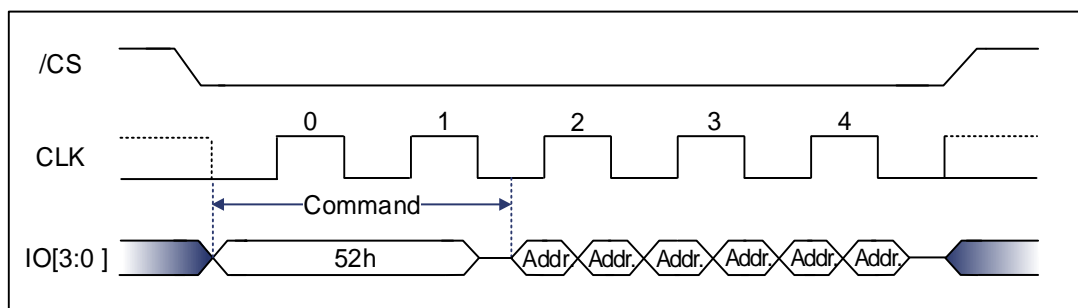 /CS
0 1 2 3 4
CLK
Command
IO[3:0 ] 52h Addr. Addr. Addr. Addr. Addr. Addr.